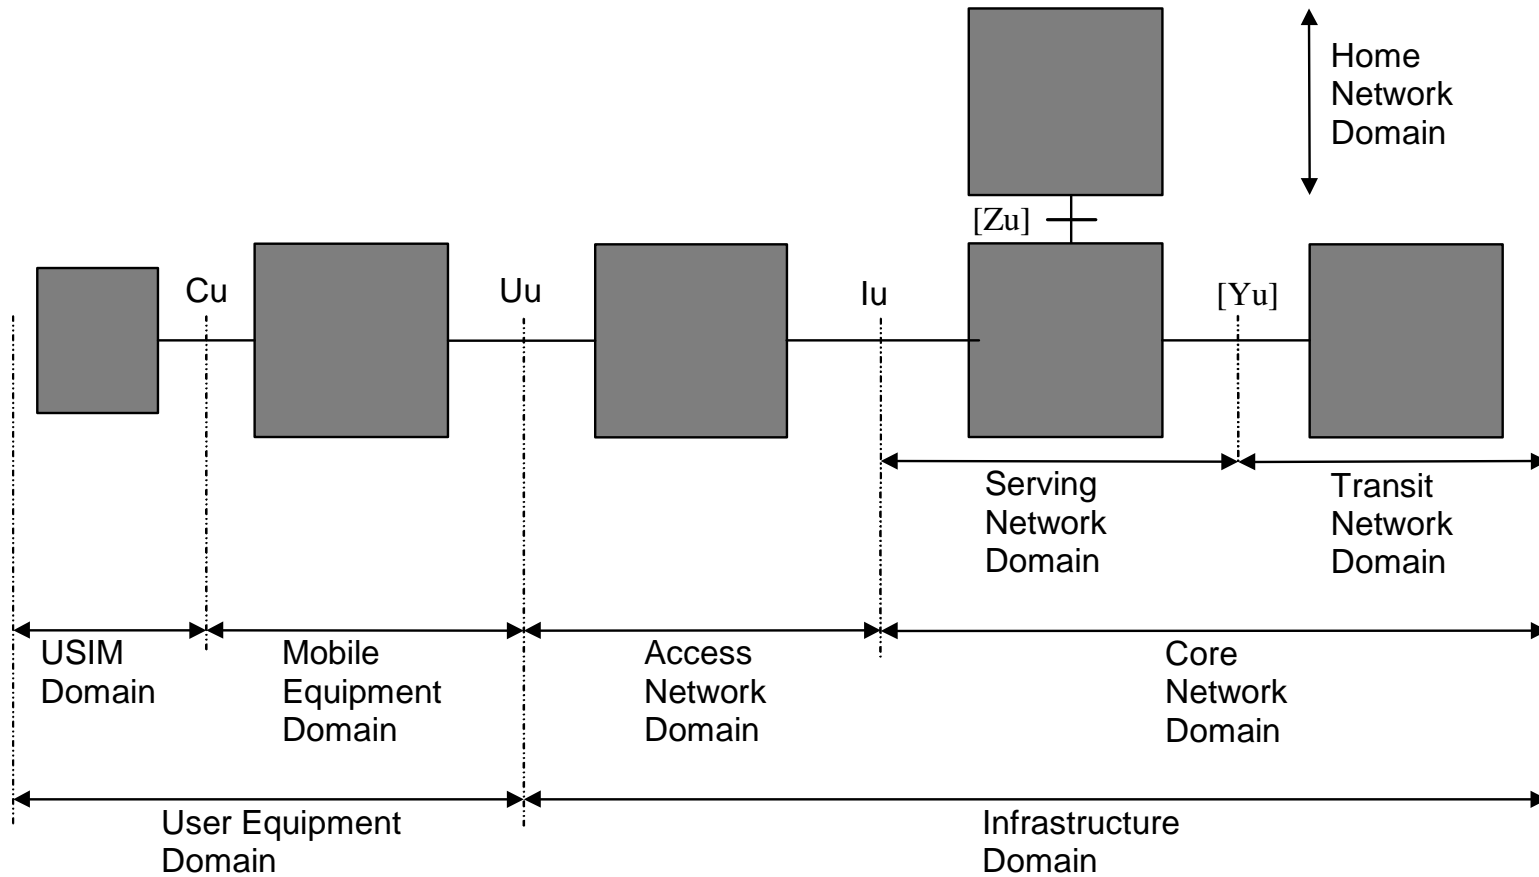 Home
Network
Domain
[Zu]
Cu
Uu
Iu
[Yu]
Serving
Network
Domain
Transit
Network
Domain
USIM
Domain
Mobile
Equipment
Domain
Access
Network
Domain
Core
Network
Domain
User Equipment
Domain
Infrastructure
Domain